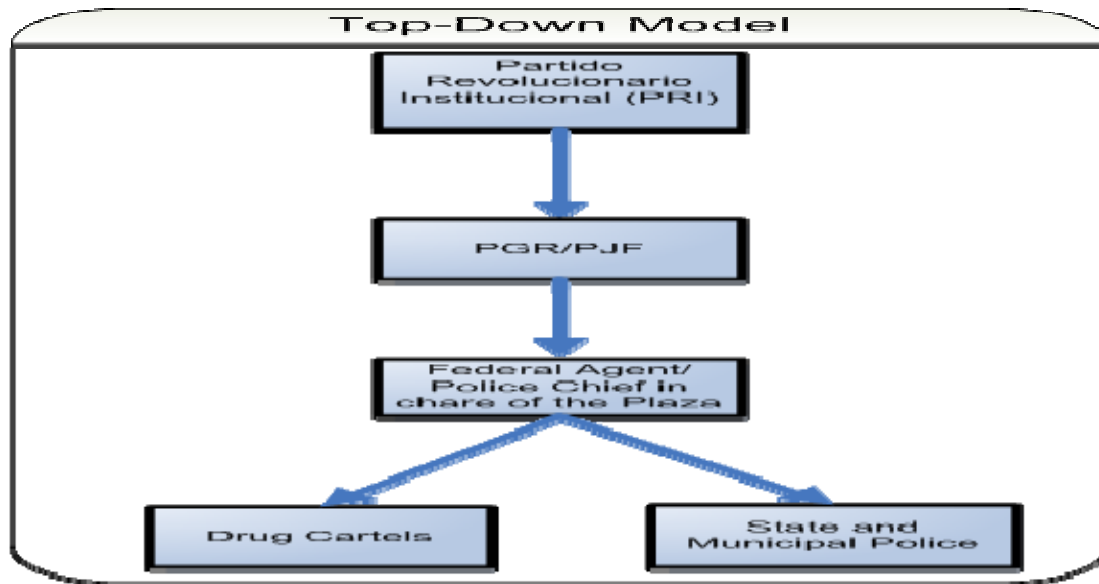 Top-Down Model
Partido
Revolucionario
Institucional (PRI)
PGR/PJF
Federal Agent/
Police Chief in
chare of the Plaza
Drug Cartels
State and
Municipal Police